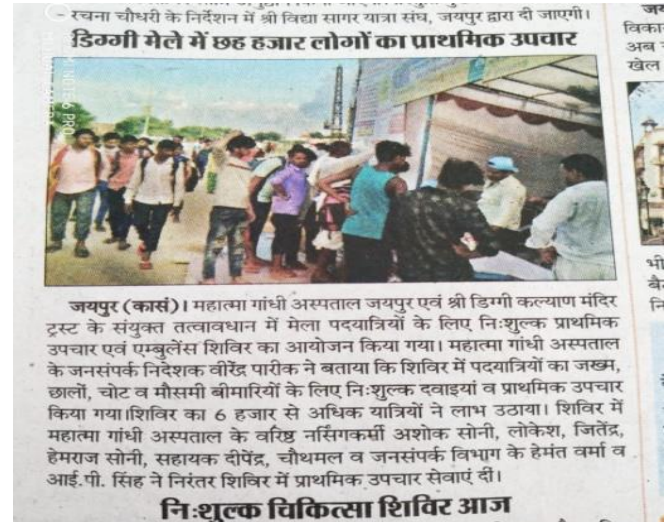 - रचना चौधरी के निर्देशन में श्री विद्या सागर यात्रा संघ, जयपुर द्वारा दी जाएगी।
डिग्गी मेले में छह हजार लोगों का प्राथमिक उपचार
जयपुर (कासं)। महात्मा गांधी अस्पताल जयपुर एवं श्री डिग्गी कल्याण मंदिर
ट्रस्ट के संयुक्त तत्वावधान में मेला पदयात्रियों के लिए निःशुल्क प्राथमिक
उपचार एवं एम्बुलेंस शिविर का आयोजन किया गया। महात्मा गांधी अस्पताल
के जनसंपर्क निदेशक वीरेंद्र पारीक ने बताया कि शिविर में पदयात्रियों का जख्म,
छालों, चोट व मौसमी बीमारियों के लिए निःशुल्क दवाइयां व प्राथमिक उपचार
किया गया।शिविर का 6 हजार से अधिक यात्रियों ने लाभ उठाया। शिविर में
महात्मा गांधी अस्पताल के वरिष्ठ नर्सिंगकर्मी अशोक सोनी, लोकेश, जितेंद्र,
हेमराज सोनी, सहायक दीपेंद्र, चौथमल व जनसंपर्क विभाग के हेमंत वर्मा व
आई.पी. सिंह ने निरंतर शिविर में प्राथमिक उपचार सेवाएं दीं।
निःशुल्क चिकित्सा शिविर आज
विकास
अब
खेल